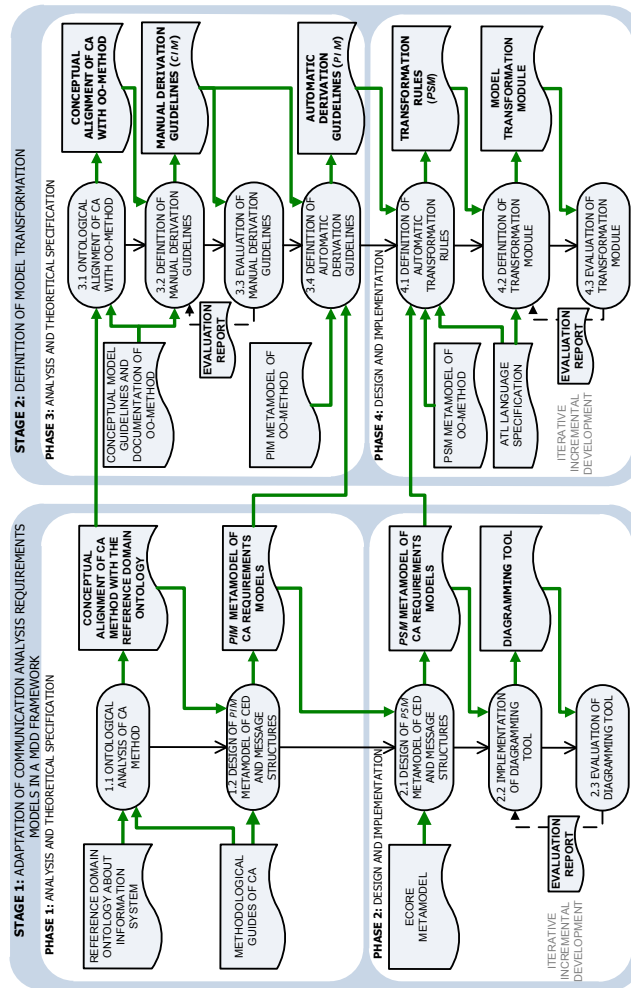 STAGE 1: ADAPTATION OF COMMUNICATION ANALYSIS REQUIREMENTS
MODELS IN A MDD FRAMEWORK
PHASE 1: ANALYSIS AND THEORETICAL SPECIFICATION
REFERENCE DOMAIN
ONTOLOGY ABOUT
INFORMATION
SYSTEM
METHODOLOGICAL
GUIDES OF CA
1.1 ONTOLOGICAL
ANALYSIS OF CA
METHOD
1.2 DESIGN OF PIM
METAMODEL OF CED
AND MESSAGE
STRUCTURES
CONCEPTUAL
ALIGNMENT OF CA
METHOD WITH THE
REFERENCE DOMAIN
ONTOLOGY
PIM METAMODEL OF
CA REQUIREMENTS
MODELS
PHASE 2: DESIGN AND IMPLEMENTATION
ECORE
METAMODEL
2.1 DESIGN OF PSM
METAMODEL OF CED
AND MESSAGE
STRUCTURES
2.2 IMPLEMENTATION
OF DIAGRAMMING
TOOL
2.3 EVALUATION OF
DIAGRAMMING TOOL
EVALUATION
REPORT
ITERATIVE
INCREMENTAL
DEVELOPMENT
PSM METAMODEL OF
CA REQUIREMENTS
MODELS
DIAGRAMMING TOOL
STAGE 2: DEFINITION OF MODEL TRANSFORMATION
PHASE 3: ANALYSIS AND THEORETICAL SPECIFICATION
CONCEPTUAL MODEL
GUIDELINES AND
DOCUMENTATION OF
OO-METHOD
EVALUATION
REPORT
PIM METAMODEL OF
OO-METHOD
3.1 ONTOLOGICAL
ALIGNMENT OF CA
WITH OO-METHOD
3.2 DEFINITION OF
MANUAL DERIVATION
GUIDELINES
3.3 EVALUATION OF
MANUAL DERIVATION
GUIDELINES
3.4 DEFINITION OF
AUTOMATIC
DERIVATION
GUIDELINES
CONCEPTUAL
ALIGNMENT OF CA
WITH OO-METHOD
MANUAL DERIVATION
GUIDELINES (CIM)
AUTOMATIC
DERIVATION
GUIDELINES (PIM)
PHASE 4: DESIGN AND IMPLEMENTATION
PSM METAMODEL OF
OO-METHOD
ATL LANGUAGE
SPECIFICATION
EVALUATION
REPORT
ITERATIVE
INCREMENTAL
DEVELOPMENT
4.1 DEFINITION OF
AUTOMATIC
TRANSFORMATION
RULES
4.2 DEFINITION OF
TRANSFORMATION
MODULE
4.3 EVALUATION OF
TRANSFORMATION
MODULE
TRANSFORMATION
RULES
(PSM)
MODEL
TRANSFORMATION
MODULE